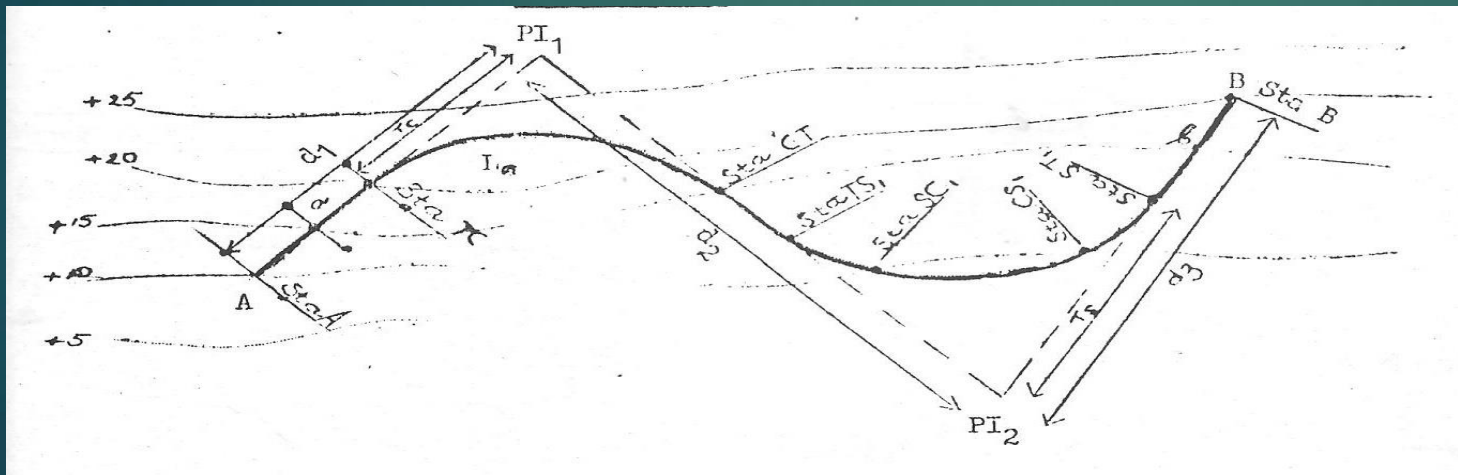 PI1
+25
+20
+15
+10
+5
d1
Tc
a
A
Sta A
Sta CT
d2
Sta TS1
Sta SC1
Sta CS1
Sta ST1
B
Sta B
Ts
d3
PI2